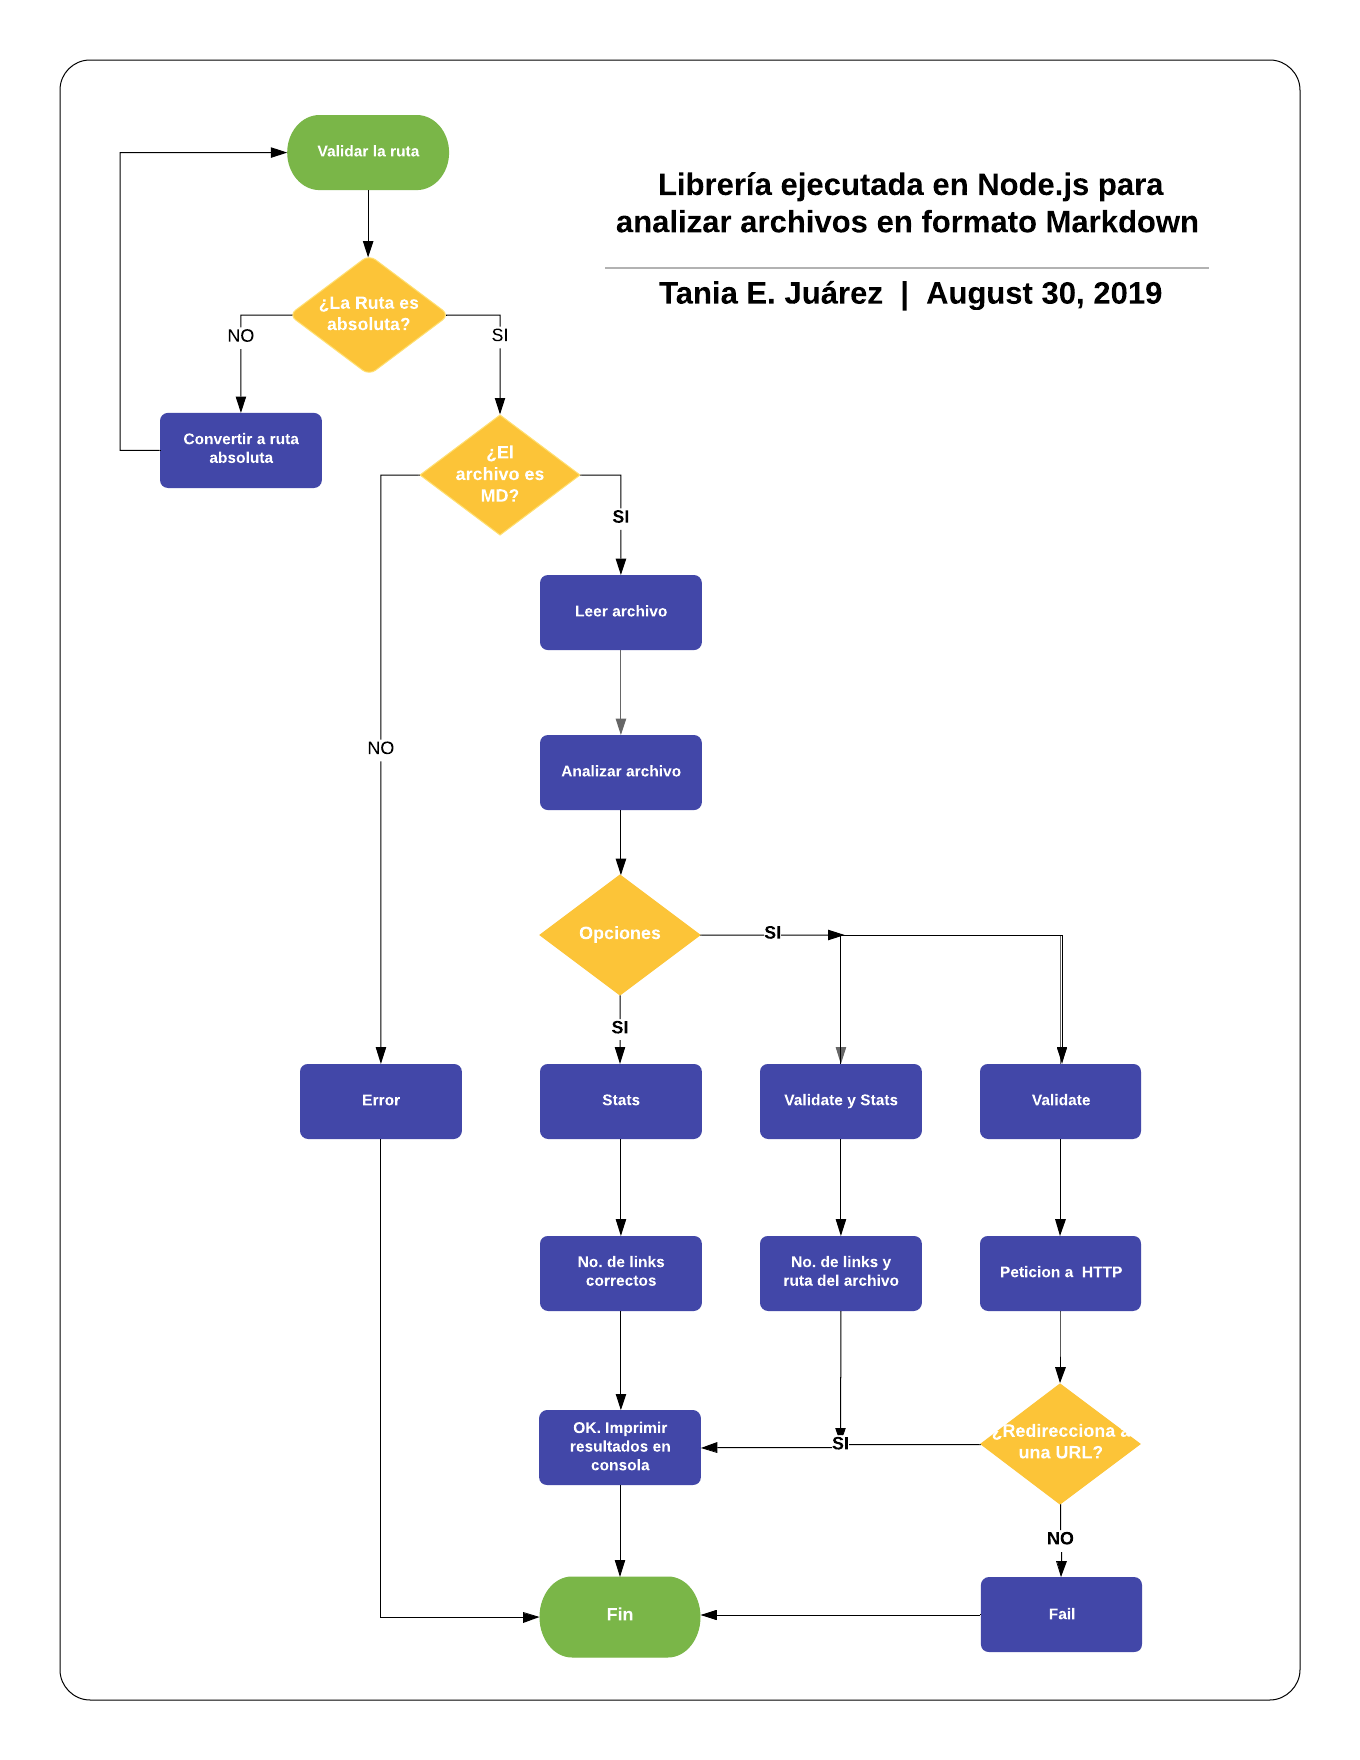 Validar la ruta
Librería ejecutada en Node.js para
analizar archivos en formato Markdown
Tania E. Juárez | August 30, 2019
¿La Ruta es
absoluta?
NO
SI
Convertir a ruta
absoluta
¿El
archivo es
MD?
SI
Leer archivo
NO
Analizar archivo
Opciones
SI
SI
Error
Stats
Validate y Stats
Validate
No. de links
correctos
No. de links y
ruta del archivo
Peticion a HTTP
OK. Imprimir
resultados en
consola
SI
¿Redirecciona a
una URL?
NO
Fin
Fail